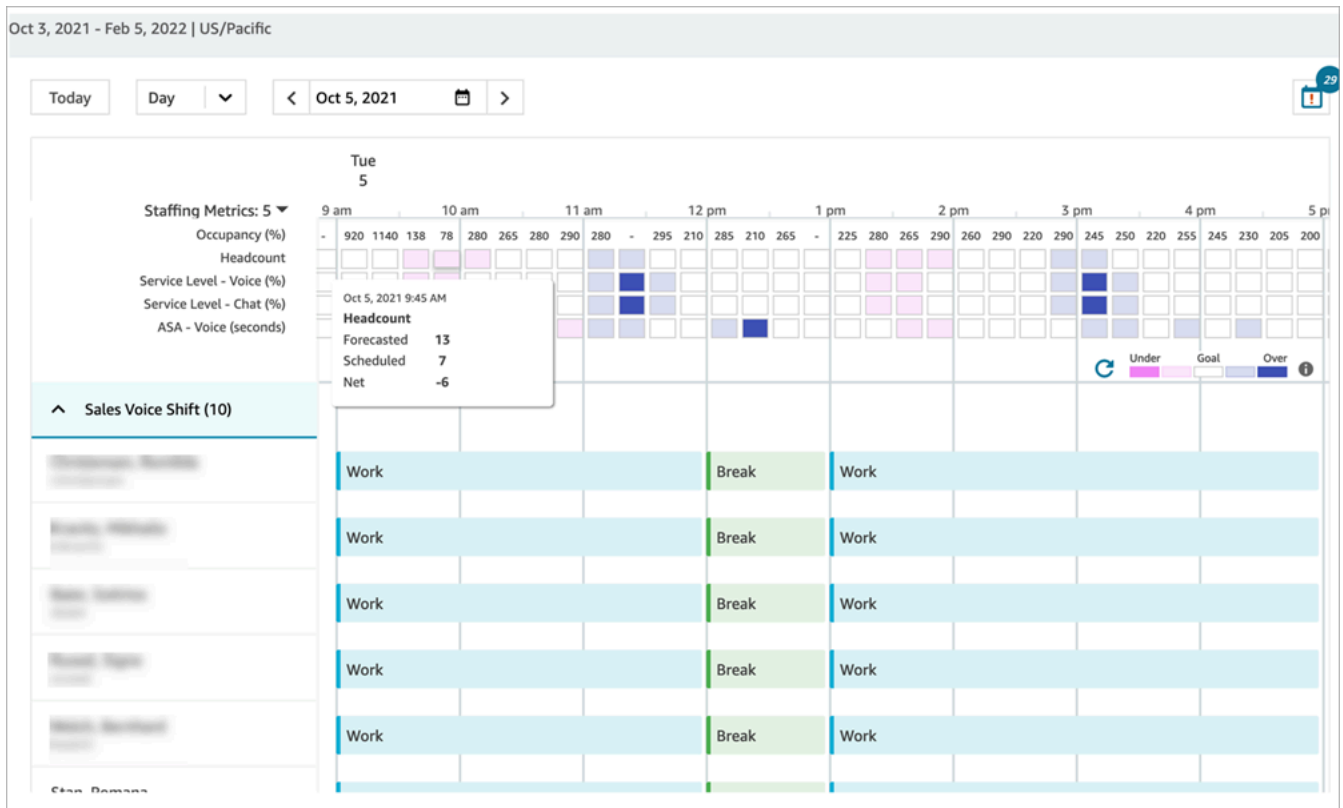 Oct 3, 2021 - Feb 5, 2022 | US/Pacific
Today Day Oct 5, 2021 29
Tue
5
Staffing Metrics: 5 9 am 10 am 11 am 12 pm 1 pm 2 pm 3 pm 4 pm 5
Occupancy (%) - 920 1140 138 78 280 265 280 290 280 - 295 210 285 210 265 - 225 280 265 290 260 290 220 290 245 250 220 255 245 230 205 200
Headcount
Service Level - Voice (%)
Service Level - Chat (%)
ASA - Voice (seconds)
Oct 5, 2021 9:45 AM
Headcount
Forecasted 13
Scheduled 7
Net -6
Under Goal Over
Sales Voice Shift (10)
Work Break Work
Work Break Work
Work Break Work
Work Break Work
Work Break Work
Stan, Romana